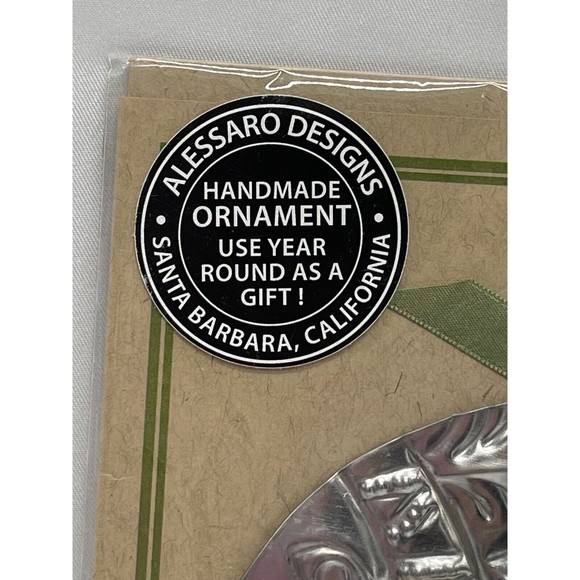 ALESSARO DESIGNS
HANDMADE
ORNAMENT
USE YEAR
ROUND AS A
GIFT !
• SANTA BARBARA, CALIFORNIA •